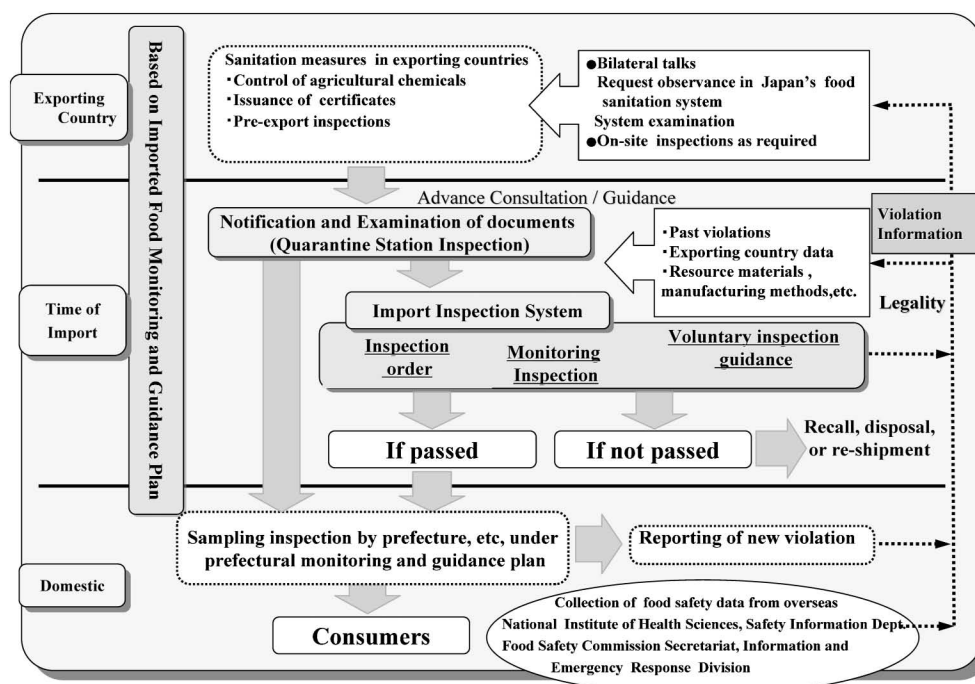 Exporting
Country
Based on Imported Food Monitoring and Guidance Plan
Sanitation measures in exporting countries
・Control of agricultural chemicals
・Issuance of certificates
・Pre-export inspections
●Bilateral talks
Request observance in Japan's food
sanitation system
System examination
●On-site inspections as required
Advance Consultation / Guidance
Notification and Examination of documents
(Quarantine Station Inspection)
・Past violations
・Exporting country data
・Resource materials ,
manufacturing methods,etc.
Violation
Information
Legality
Time of
Import
Import Inspection System
Inspection
order
Monitoring
Inspection
Voluntary inspection
guidance
If passed
If not passed
Recall, disposal,
or re-shipment
Domestic
Sampling inspection by prefecture, etc, under
prefectural monitoring and guidance plan
Reporting of new violation
Consumers
Collection of food safety data from overseas
National Institute of Health Sciences, Safety Information Dept.
Food Safety Commission Secretariat, Information and
Emergency Response Division